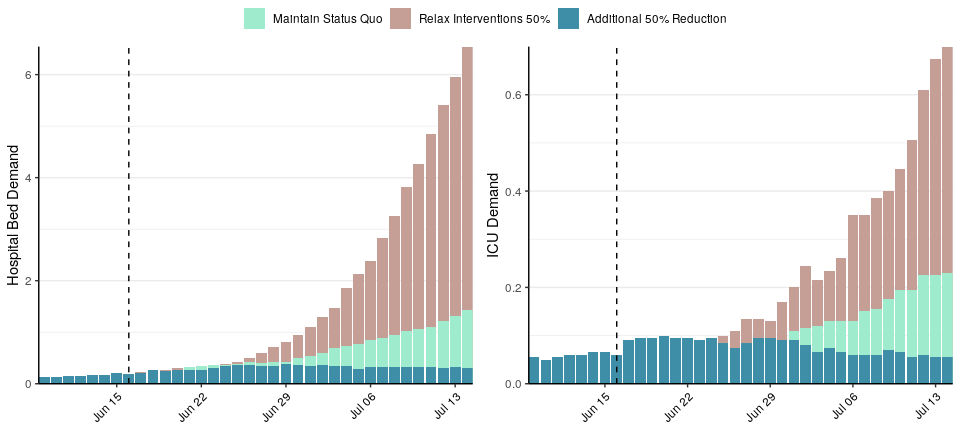 Maintain Status Quo Relax Interventions 50% Additional 50% Reduction
Hospital Bed Demand
6
4
2
0
Jun 15 Jun 22 Jun 29 Jul 06 Jul 13
ICU Demand
0.6
0.4
0.2
0.0
Jun 15 Jun 22 Jun 29 Jul 06 Jul 13